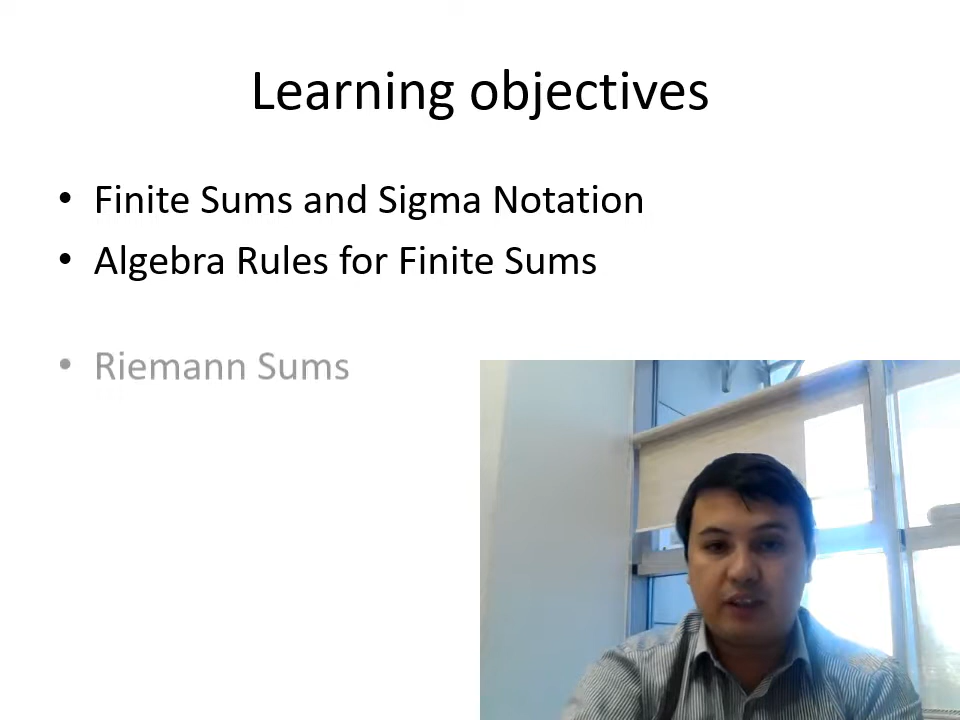 Learning objectives
• Finite Sums and Sigma Notation
• Algebra Rules for Finite Sums
• Riemann Sums